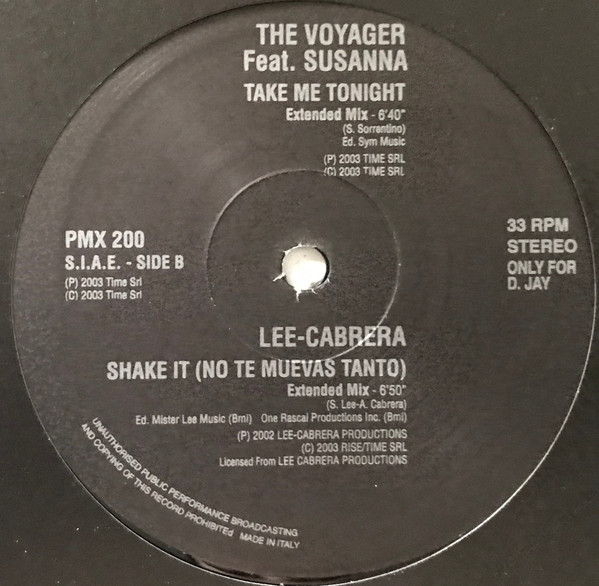 THE VOYAGER
Feat. SUSANNA
TAKE ME TONIGHT
Extended Mix - 6'40"
(S. Sorrentino)
Ed. Sym Music
(P) 2003 TIME SRL
(C) 2003 TIME SRL
PMX 200
S.I.A.E. - SIDE B
(P) 2003 Time Srl
(C) 2003 Time Srl
33 RPM
STEREO
ONLY FOR
D. JAY
LEE-CABRERA
SHAKE IT (NO TE MUEVAS TANTO)
Extended Mix - 6'50"
(S. Lee-A. Cabrera)
Ed. Mister Lee Music (Bmi) One Rascal Productions Inc. (Bmi)
(P) 2002 LEE-CABRERA PRODUCTIONS
(C) 2003 RISE/TIME SRL
Licensed From LEE CABRERA PRODUCTIONS
UNAUTHORISED PUBLIC PERFORMANCE BROADCASTING
AND COPYING OF THIS RECORD PROHIBITEd MADE IN ITALY